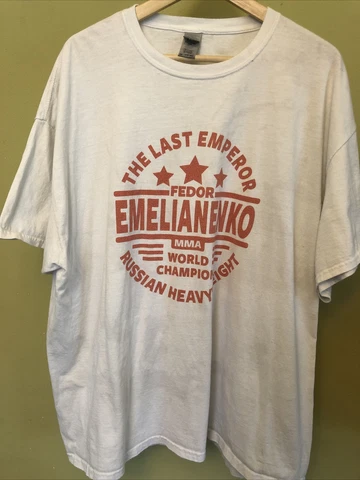 THE LAST EMPEROR
FEDOR
EMELIANENKO
MMA
WORLD
CHAMPION
RUSSIAN HEAVYWEIGHT